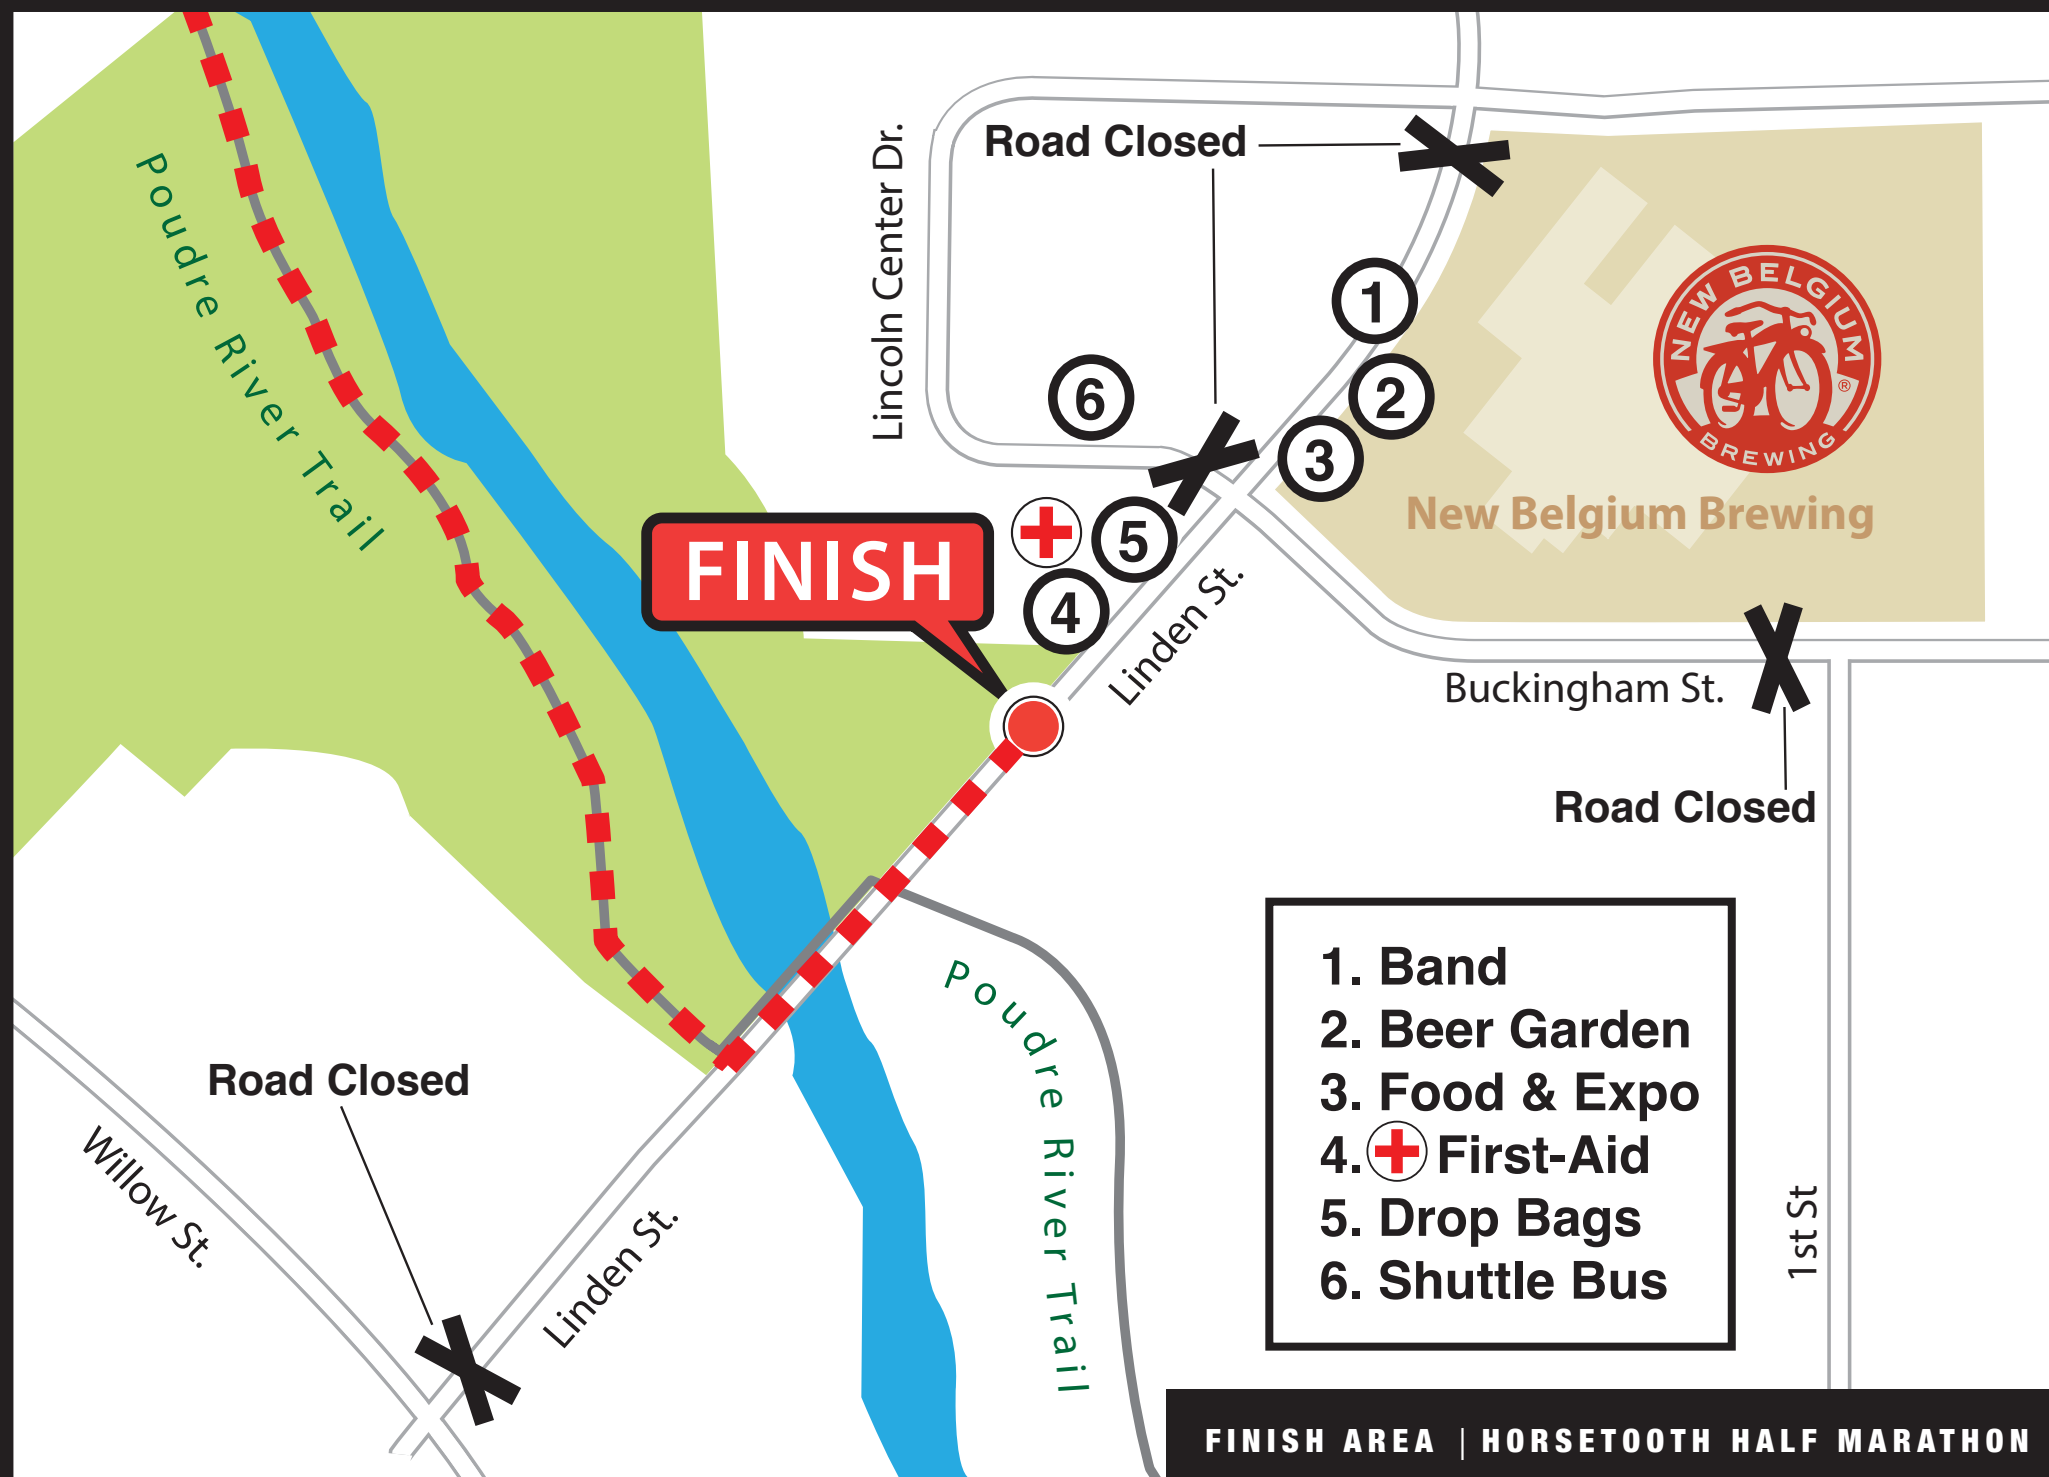 Poudre River Trail
Lincoln Center Dr.
Road Closed
1
2
3
6
5
4
NEW BELGIUM
BREWING
®
New Belgium Brewing
FINISH
Linden St.
Buckingham St.
Road Closed
Poudre River Trail
Road Closed
Willow St.
Linden St.
1. Band
2. Beer Garden
3. Food & Expo
4. First-Aid
5. Drop Bags
6. Shuttle Bus
1st St
FINISH AREA | HORSETOOTH HALF MARATHON